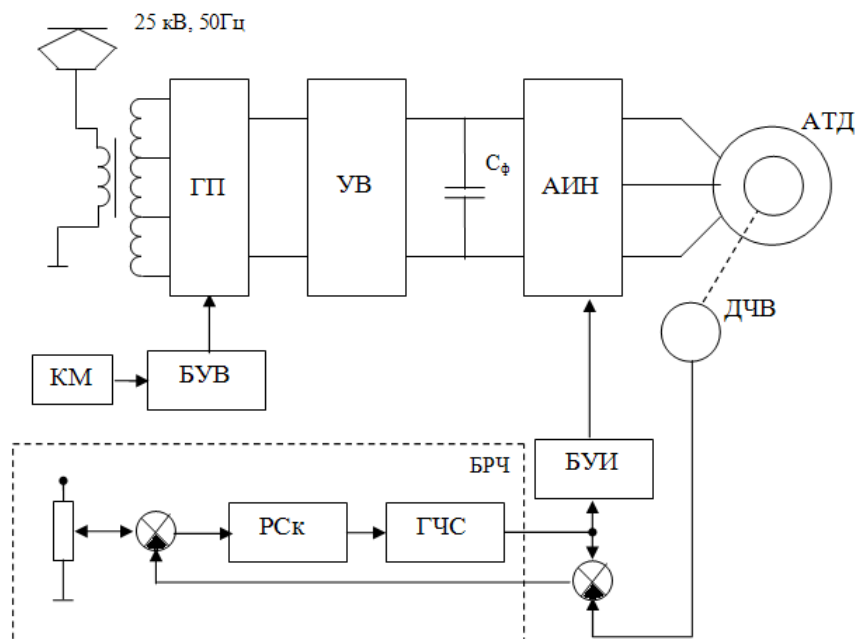 25 кВ, 50Гц
АТД
ГП
УВ
Сф
АИН
ДЧВ
КМ
БУВ
БРЧ
БУИ
РСк
ГЧС